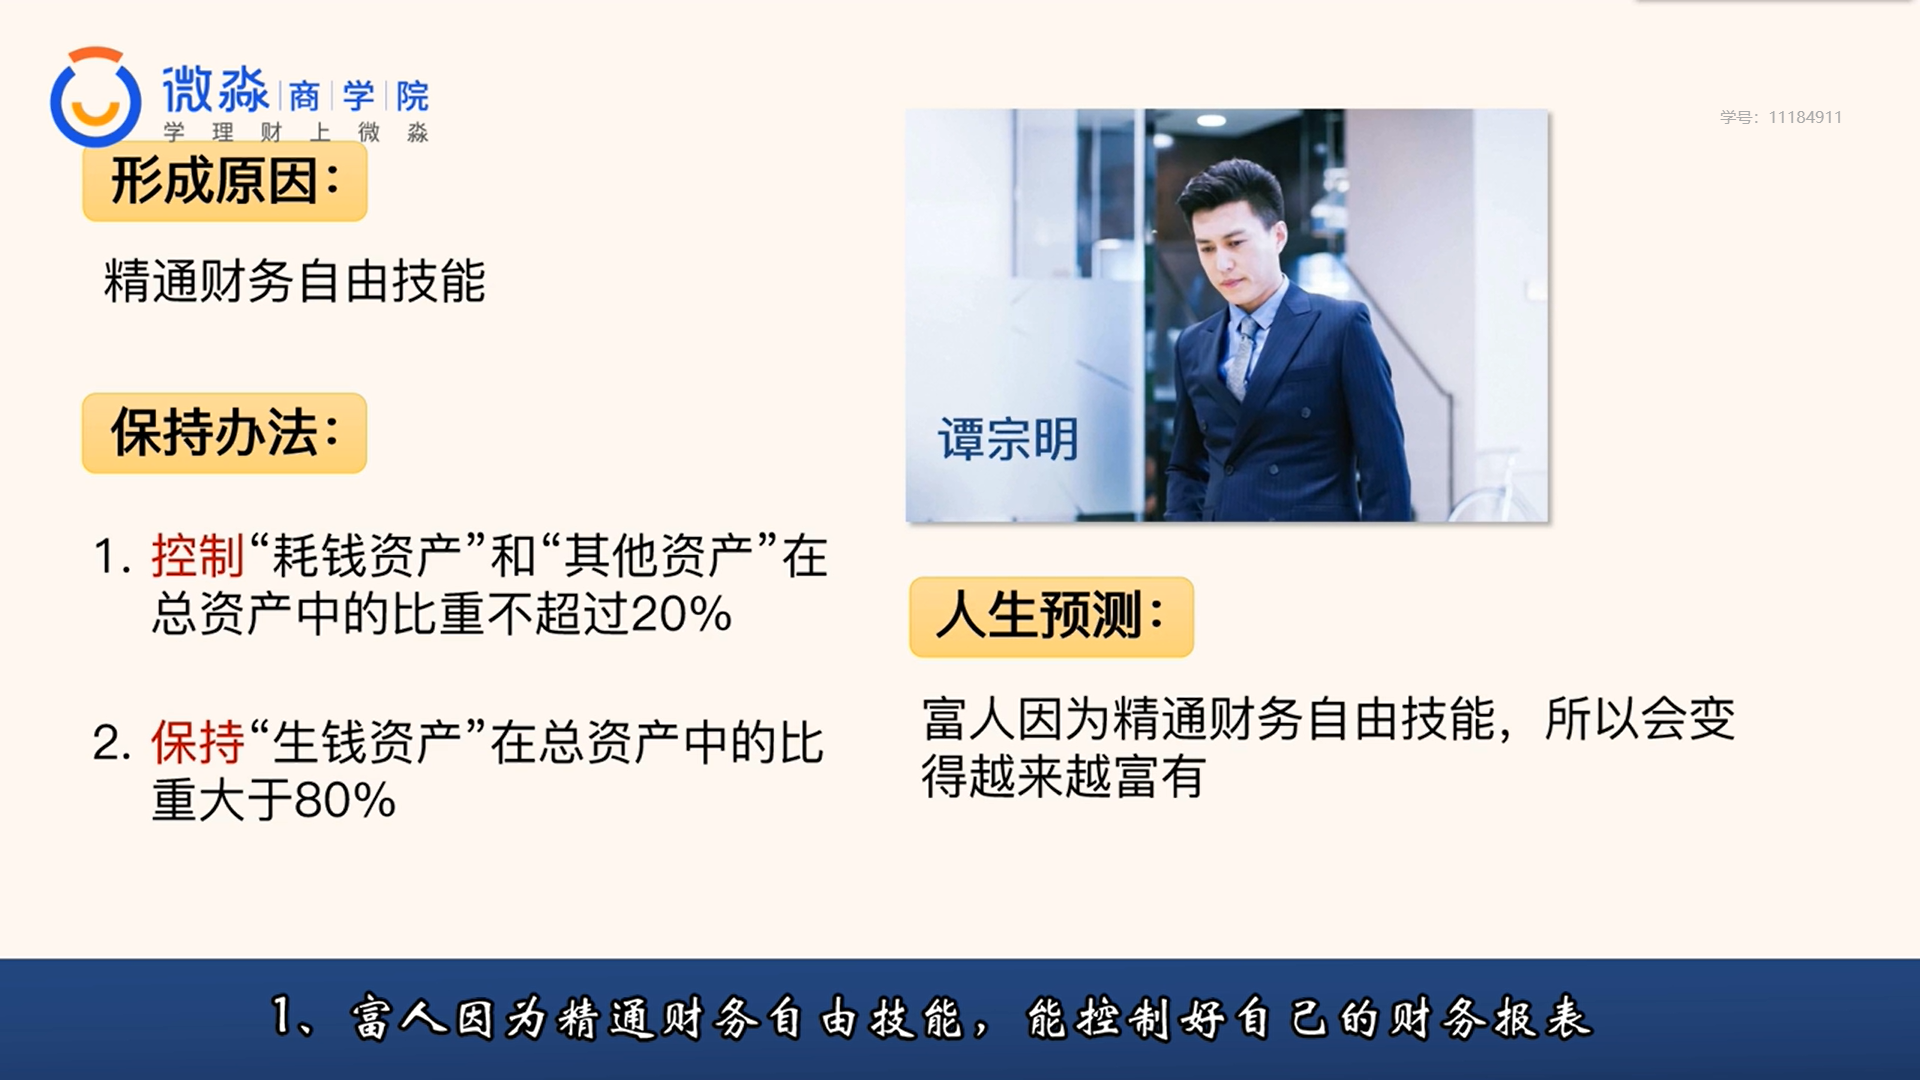 微淼商学院
学理财上微淼
学号：11184911
形成原因：
精通财务自由技能
保持办法：
1. 控制“耗钱资产”和“其他资产”在
总资产中的比重不超过20%
2. 保持“生钱资产”在总资产中的比
重大于80%
谭宗明
人生预测：
富人因为精通财务自由技能，所以会变
得越来越富有
1、富人因为精通财务自由技能，能控制好自己的财务报表